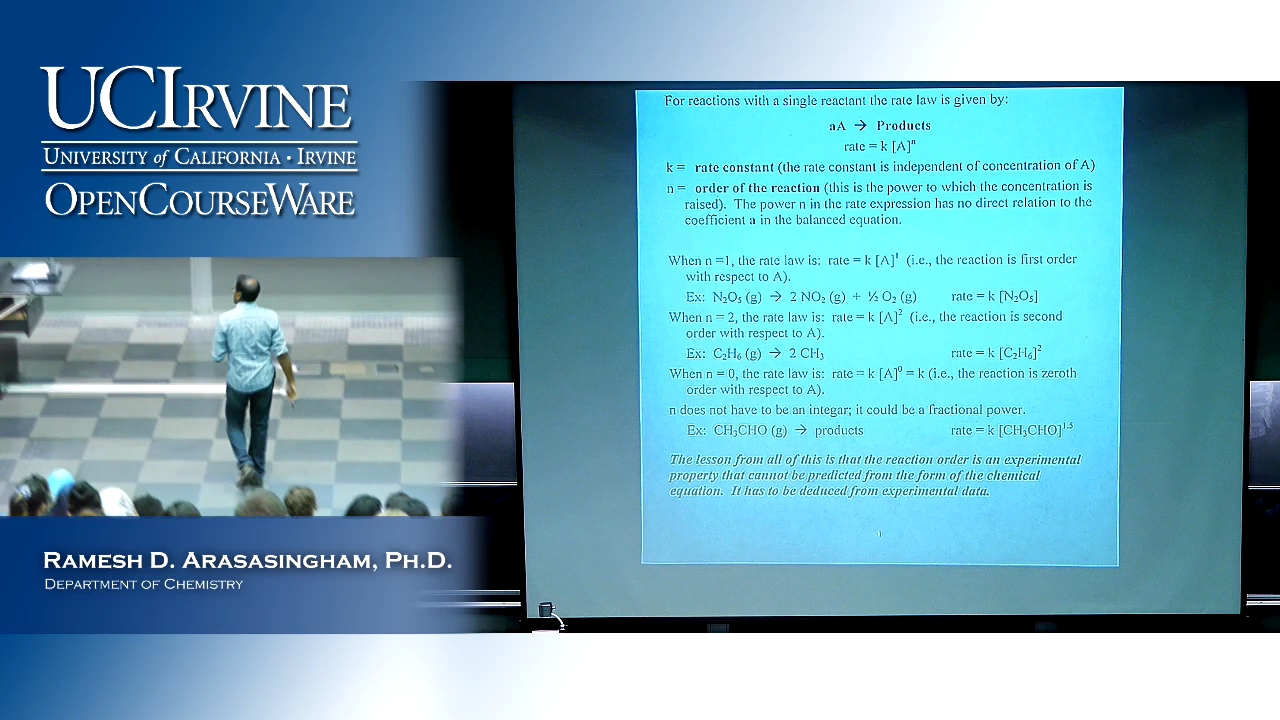 UCIRVINE
UNIVERSITY of CALIFORNIA · IRVINE
OPENCOURSEWARE
RAMESH D. ARASASINGHAM, PH.D.
DEPARTMENT OF CHEMISTRY
For reactions with a single reactant the rate law is given by:
aA → Products
rate = k [A]ⁿ
k = rate constant (the rate constant is independent of concentration of A)
n = order of the reaction (this is the power to which the concentration is
raised). The power n in the rate expression has no direct relation to the
coefficient a in the balanced equation.
When n =1, the rate law is: rate = k [A]¹ (i.e., the reaction is first order
with respect to A).
Ex: N₂O₅ (g) → 2 NO₂ (g) + ½ O₂ (g) rate = k [N₂O₅]
When n = 2, the rate law is: rate = k [A]² (i.e., the reaction is second
order with respect to A).
Ex: C₂H₆ (g) → 2 CH₃ rate = k [C₂H₆]²
When n = 0, the rate law is: rate = k [A]⁰ = k (i.e., the reaction is zeroth
order with respect to A).
n does not have to be an integar; it could be a fractional power.
Ex: CH₃CHO (g) → products rate = k [CH₃CHO]¹·⁵
The lesson from all of this is that the reaction order is an experimental
property that cannot be predicted from the form of the chemical
equation. It has to be deduced from experimental data.
1